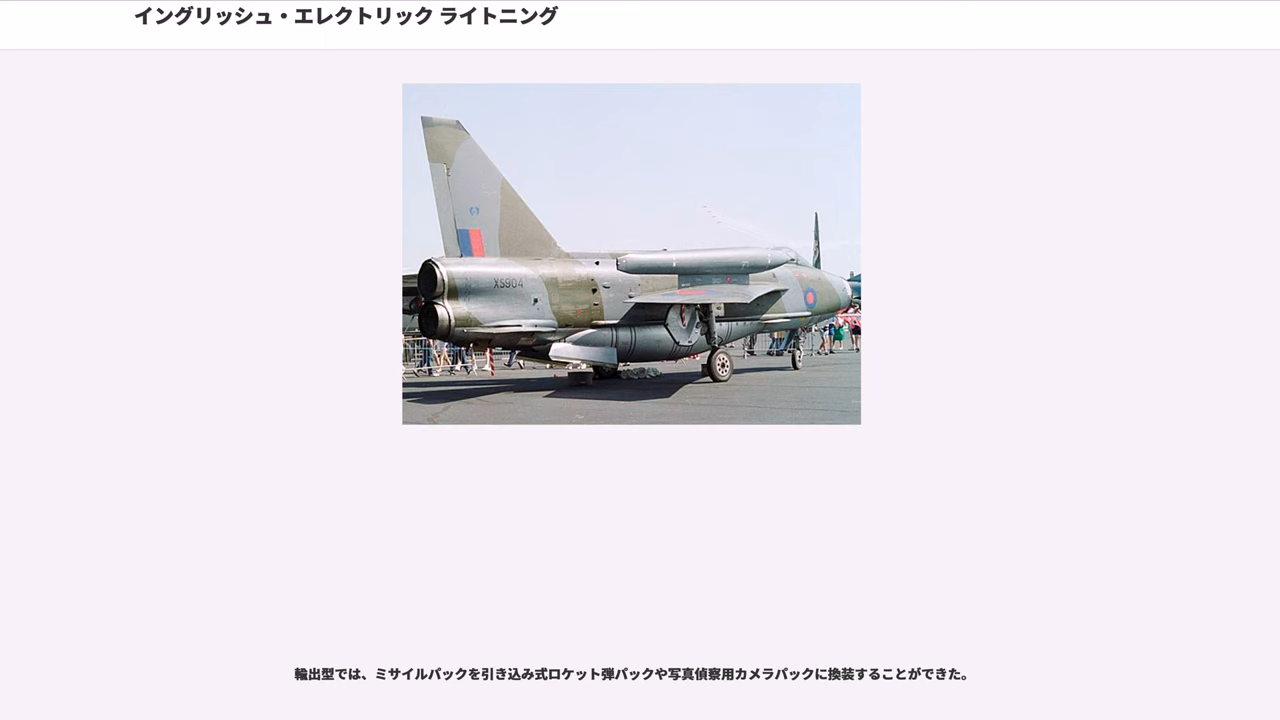 イングリッシュ・エレクトリック ライトニング
XS904
輸出型では、ミサイルパックを引き込み式ロケット弾パックや写真偵察用カメラパックに換装することができた。